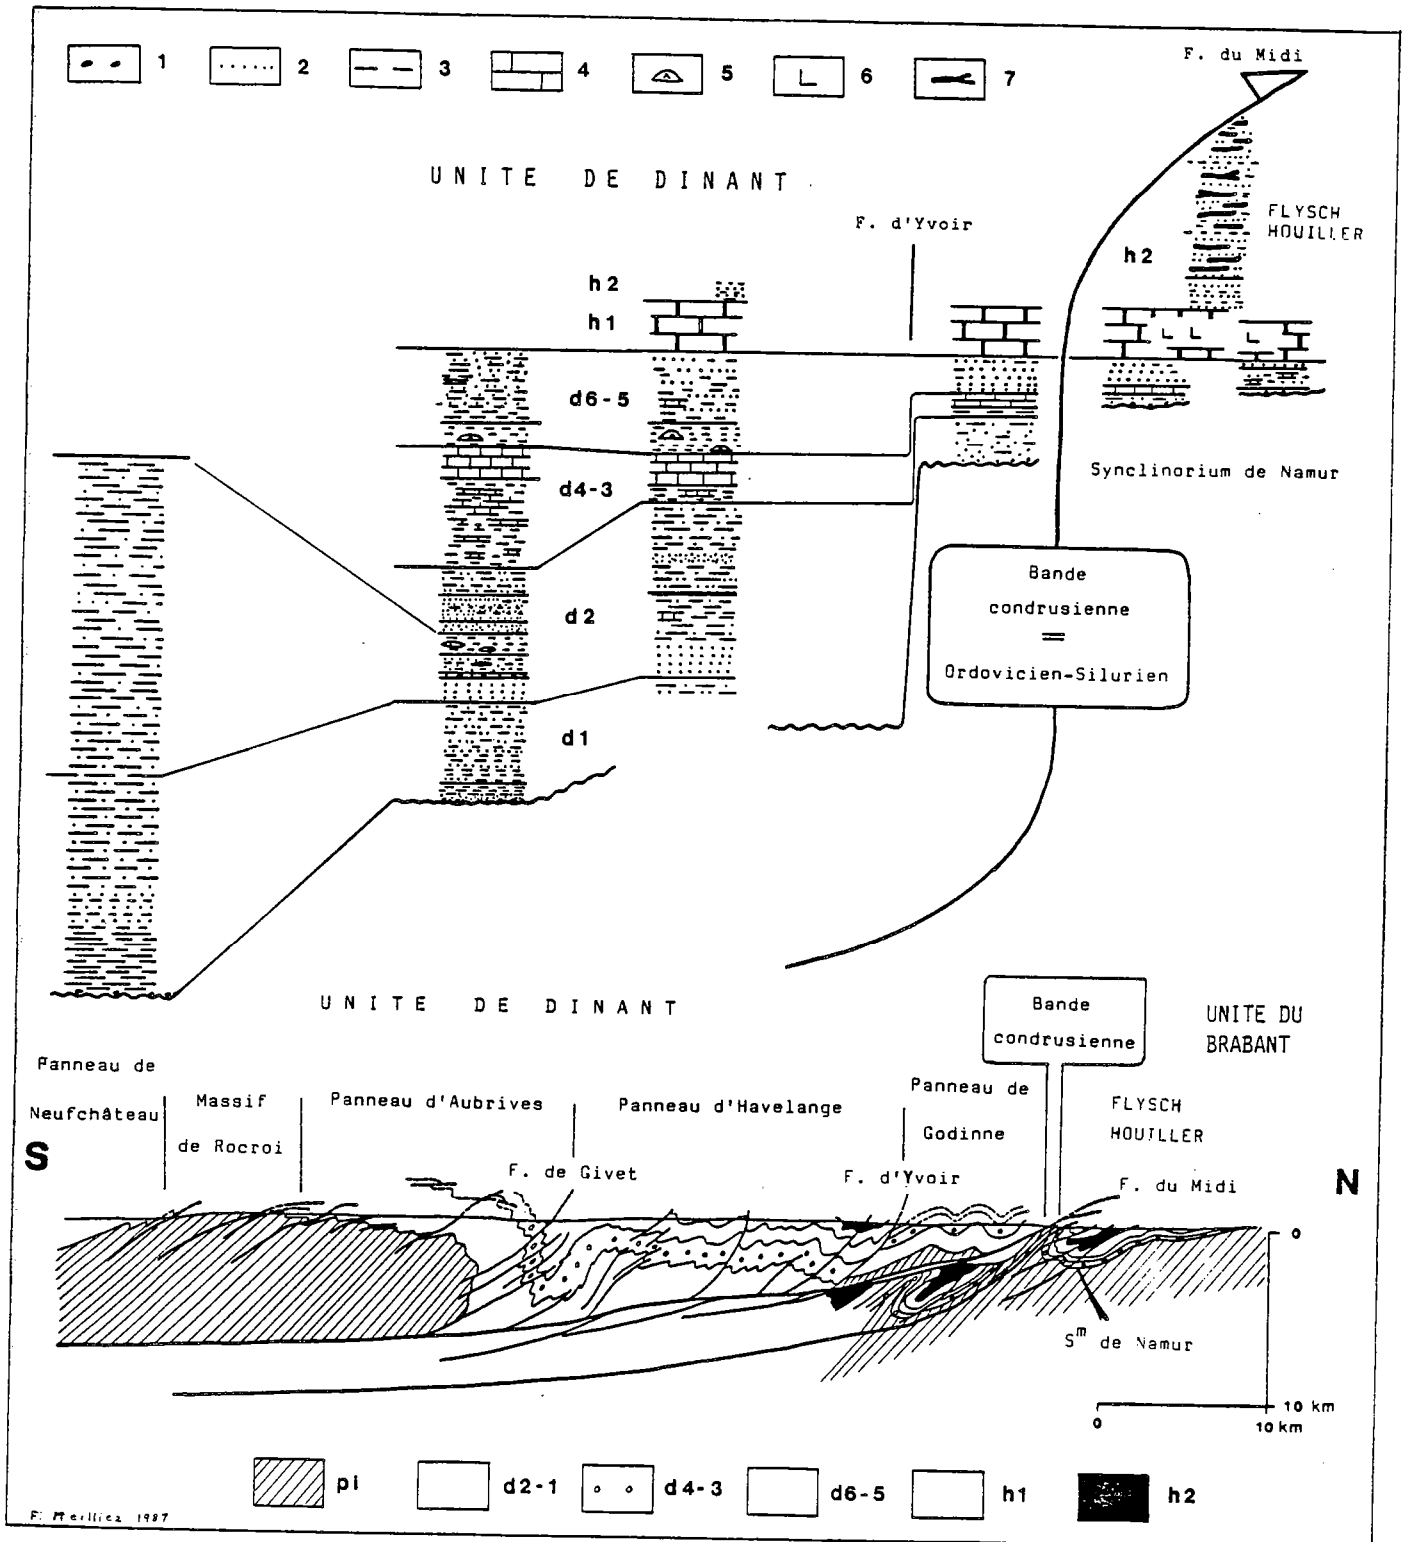 1 2 3 4 5 6 7
F. du Midi
UNITE DE DINANT
F. d'Yvoir
FLYSCH
HOUILLER
h2
h2
h1
d6-5
d4-3
Synclinorium de Namur
Bande
condrusienne
=
Ordovicien-Silurien
d2
d1
UNITE DE DINANT
Bande
condrusienne
UNITE DU
BRABANT
Panneau de
Neufchâteau
Massif
de Rocroi
Panneau d'Aubrives
Panneau d'Havelange
Panneau de
Godinne
FLYSCH
HOUILLER
S
F. de Givet
F. d'Yvoir
F. du Midi
N
0
Sm de Namur
10 km
0
10 km
pi
d2-1
d4-3
d6-5
h1
h2
F. Meilliez 1987